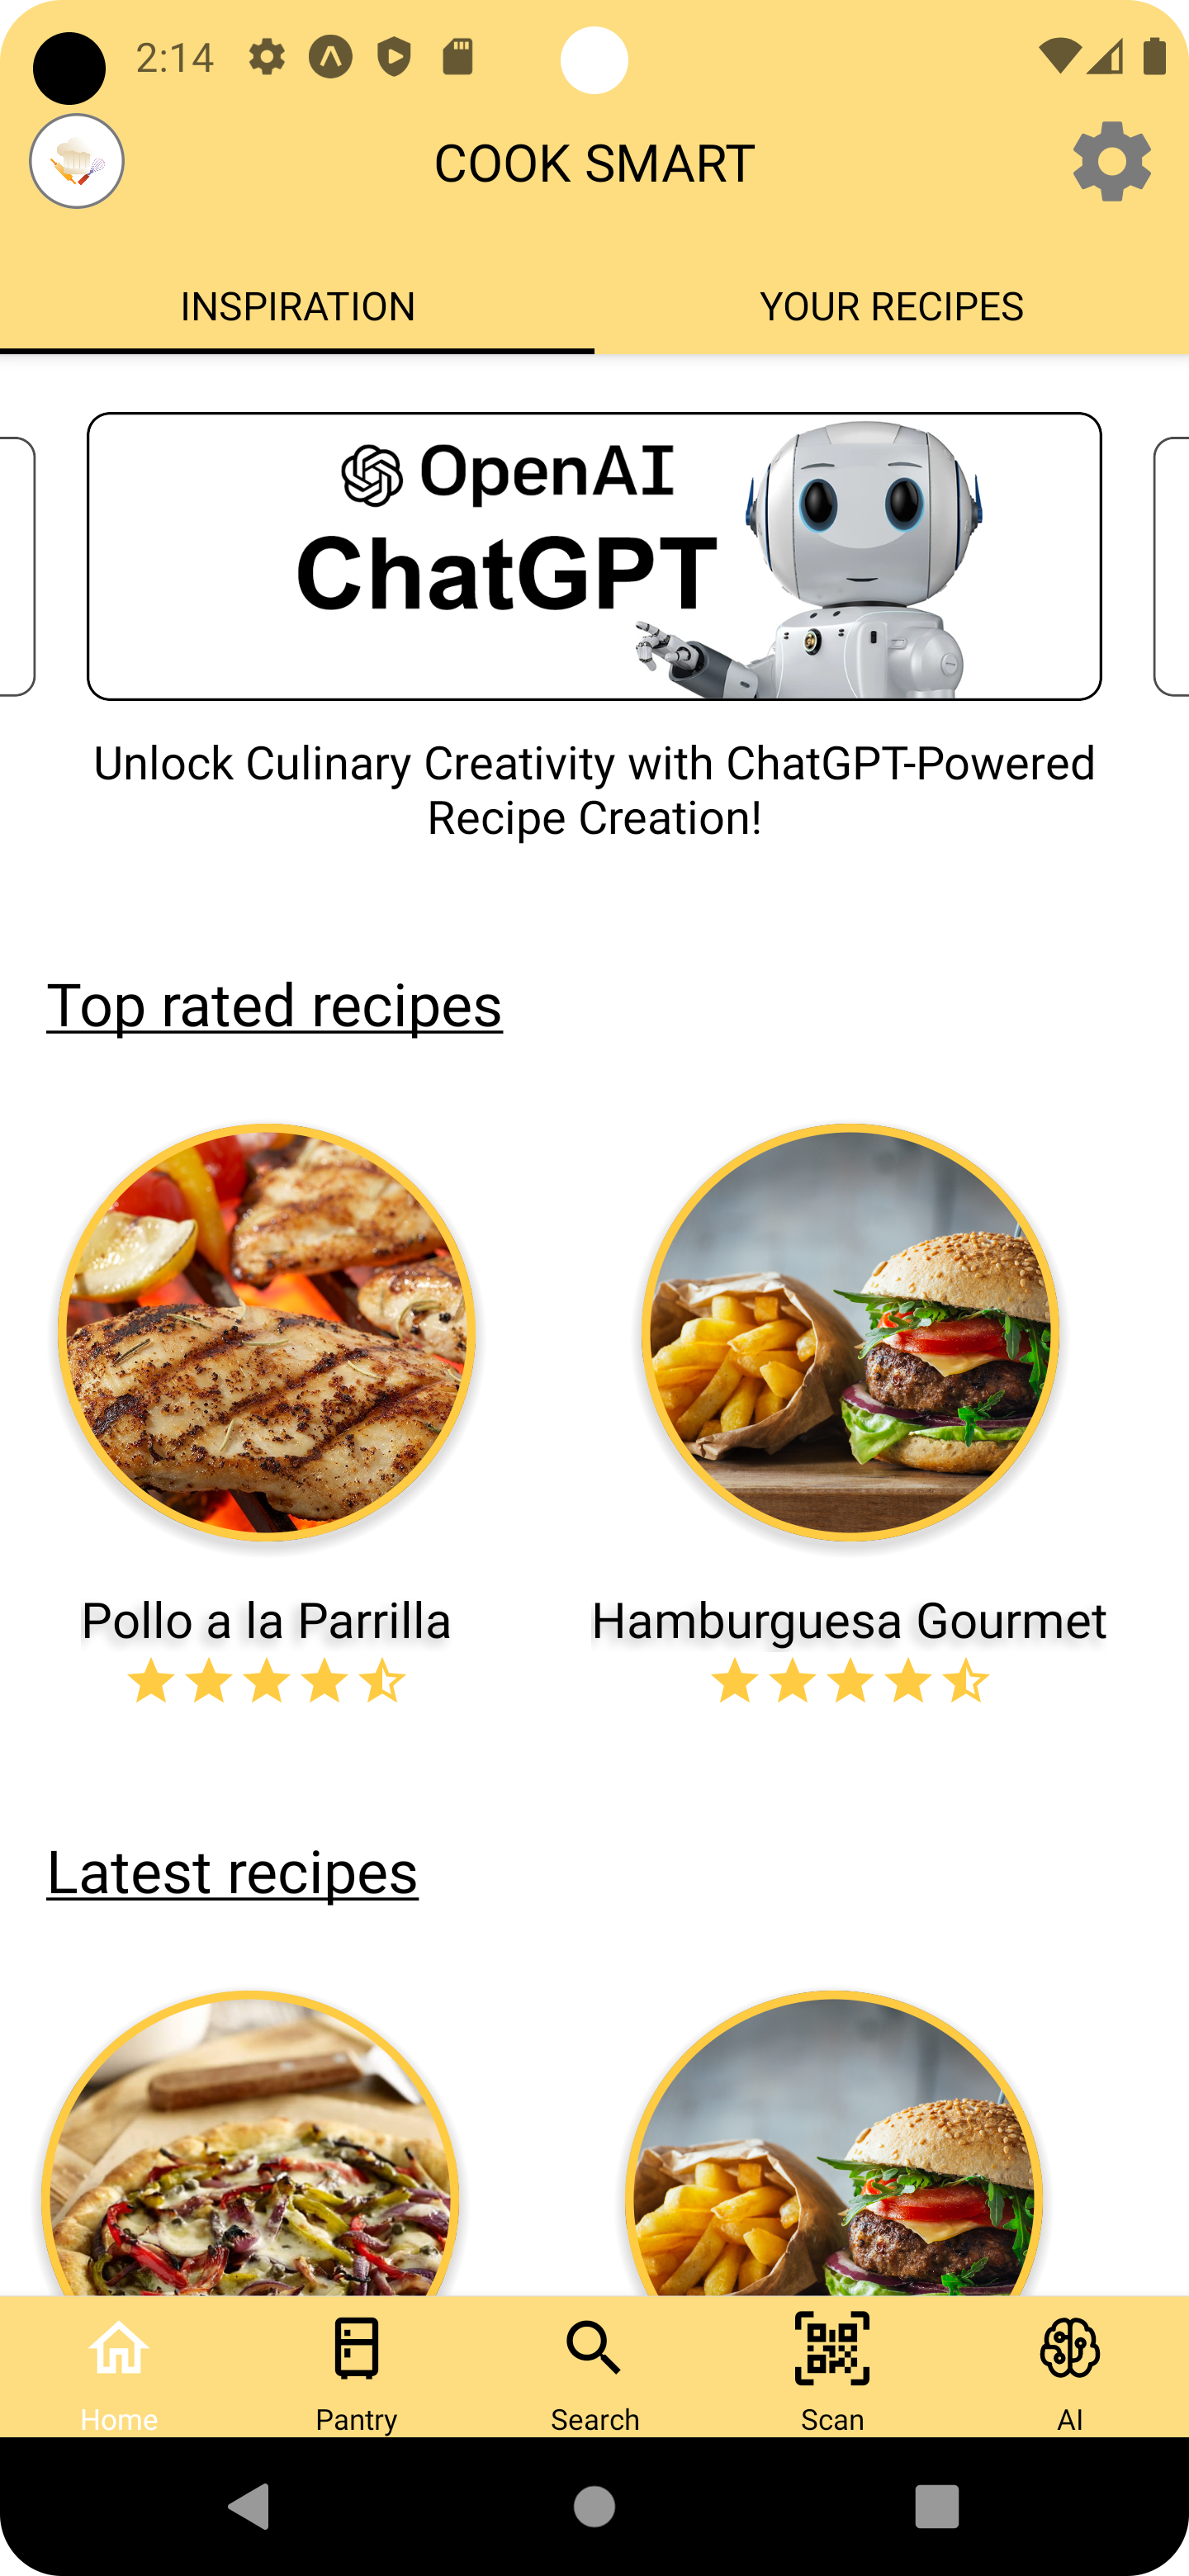 2:14
COOK SMART
INSPIRATION
YOUR RECIPES
OpenAI
ChatGPT
Unlock Culinary Creativity with ChatGPT-Powered
Recipe Creation!
Top rated recipes
Pollo a la Parrilla
Hamburguesa Gourmet
Latest recipes
Home
Pantry
Search
Scan
AI